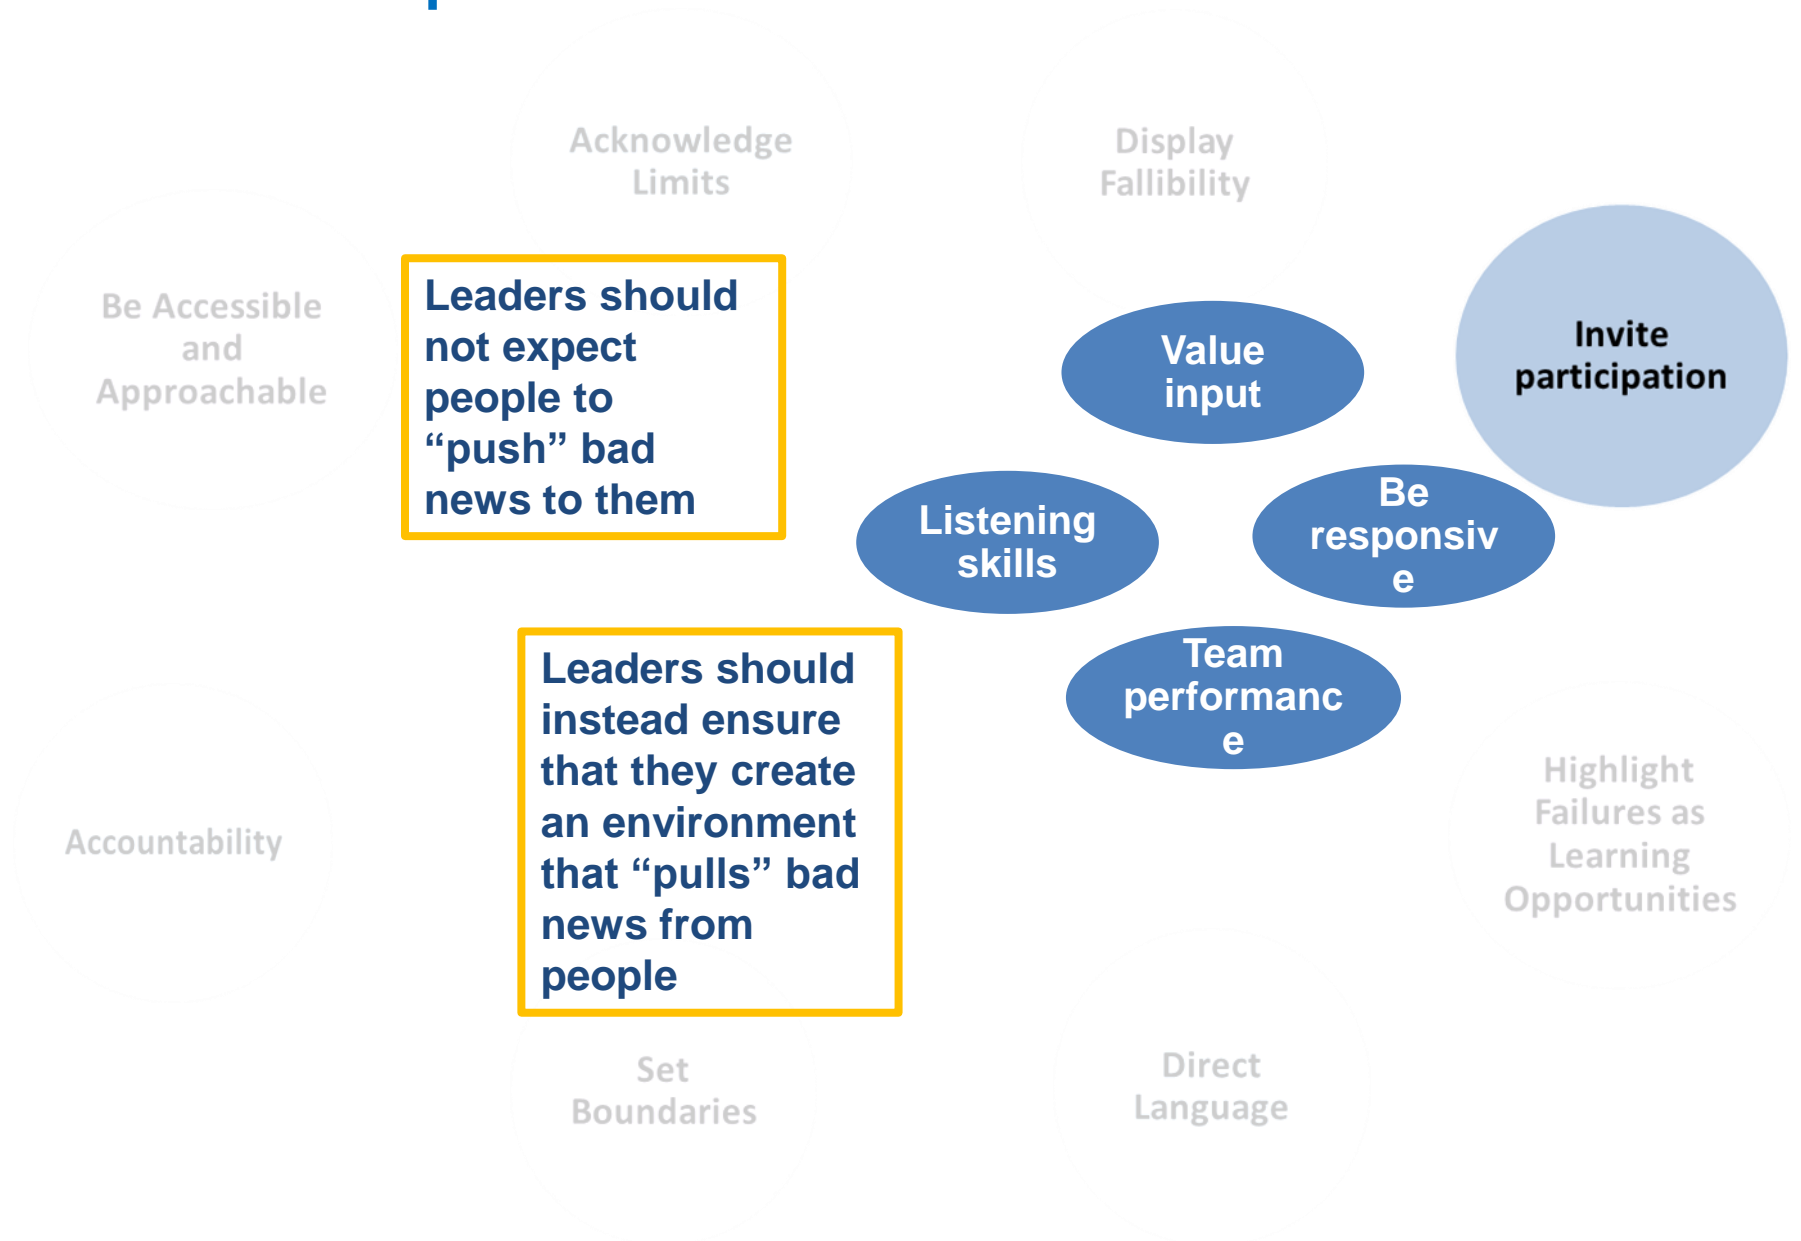 Acknowledge
Limits
Display
Fallibility
Be Accessible
and
Approachable
Leaders should
not expect
people to
“push” bad
news to them
Value
input
Invite
participation
Listening
skills
Be
responsiv
e
Leaders should
instead ensure
that they create
an environment
that “pulls” bad
news from
people
Team
performanc
e
Accountability
Highlight
Failures as
Learning
Opportunities
Set
Boundaries
Direct
Language